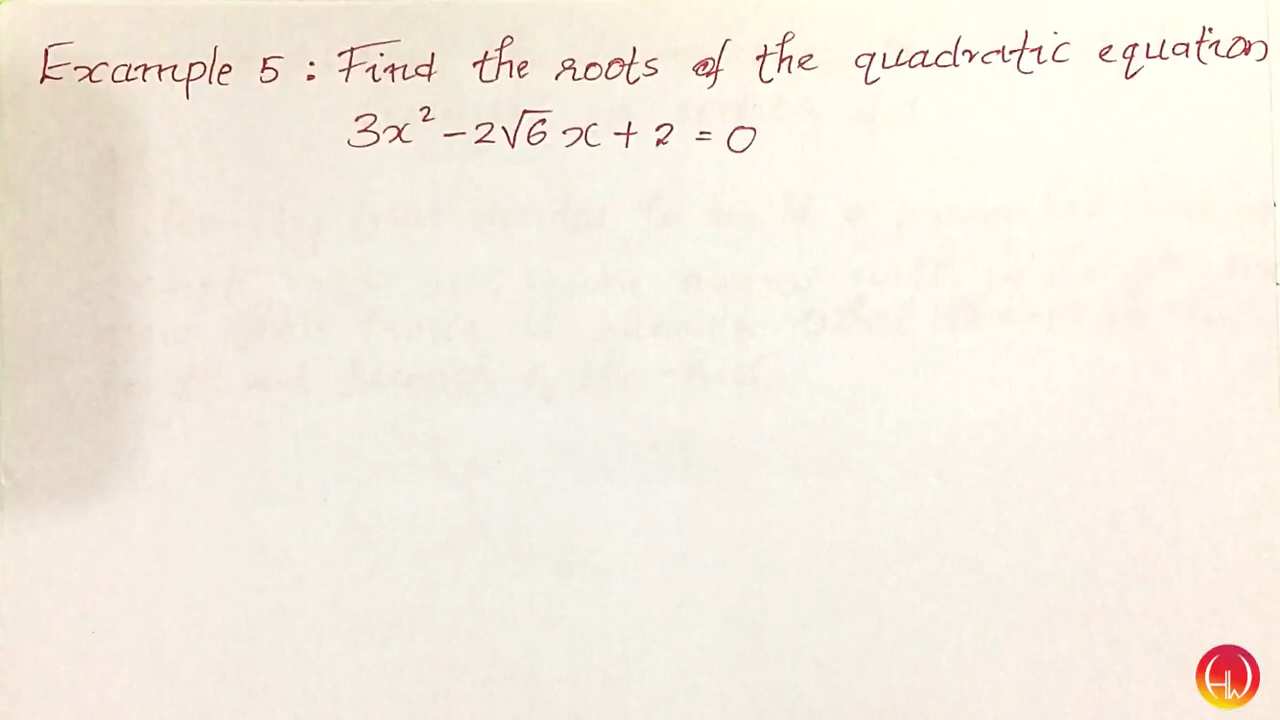 Example 5 : Find the roots of the quadratic equation
3x² - 2√6 x + 2 = 0